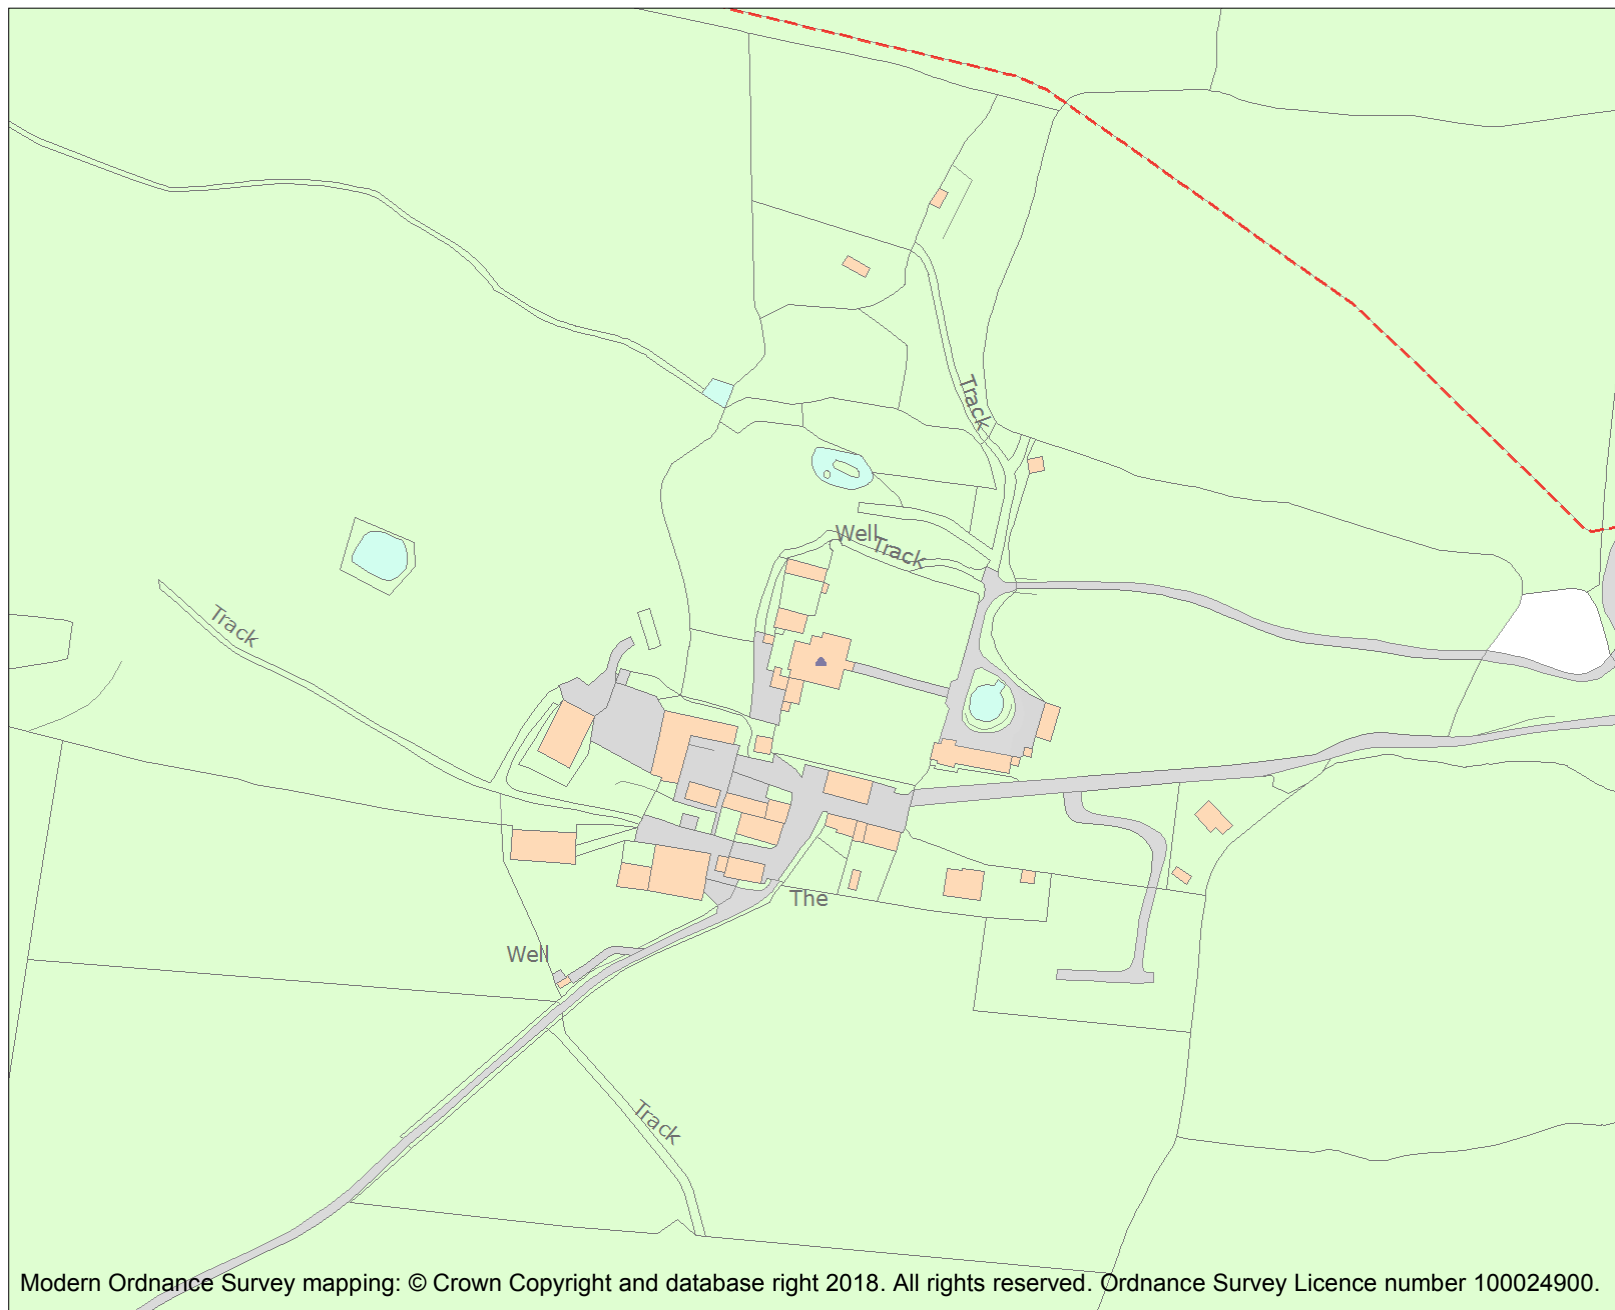 Track
Well
Track
Track
The
Well
Track
Modern Ordnance Survey mapping: © Crown Copyright and database right 2018. All rights reserved. Ordnance Survey Licence number 100024900.